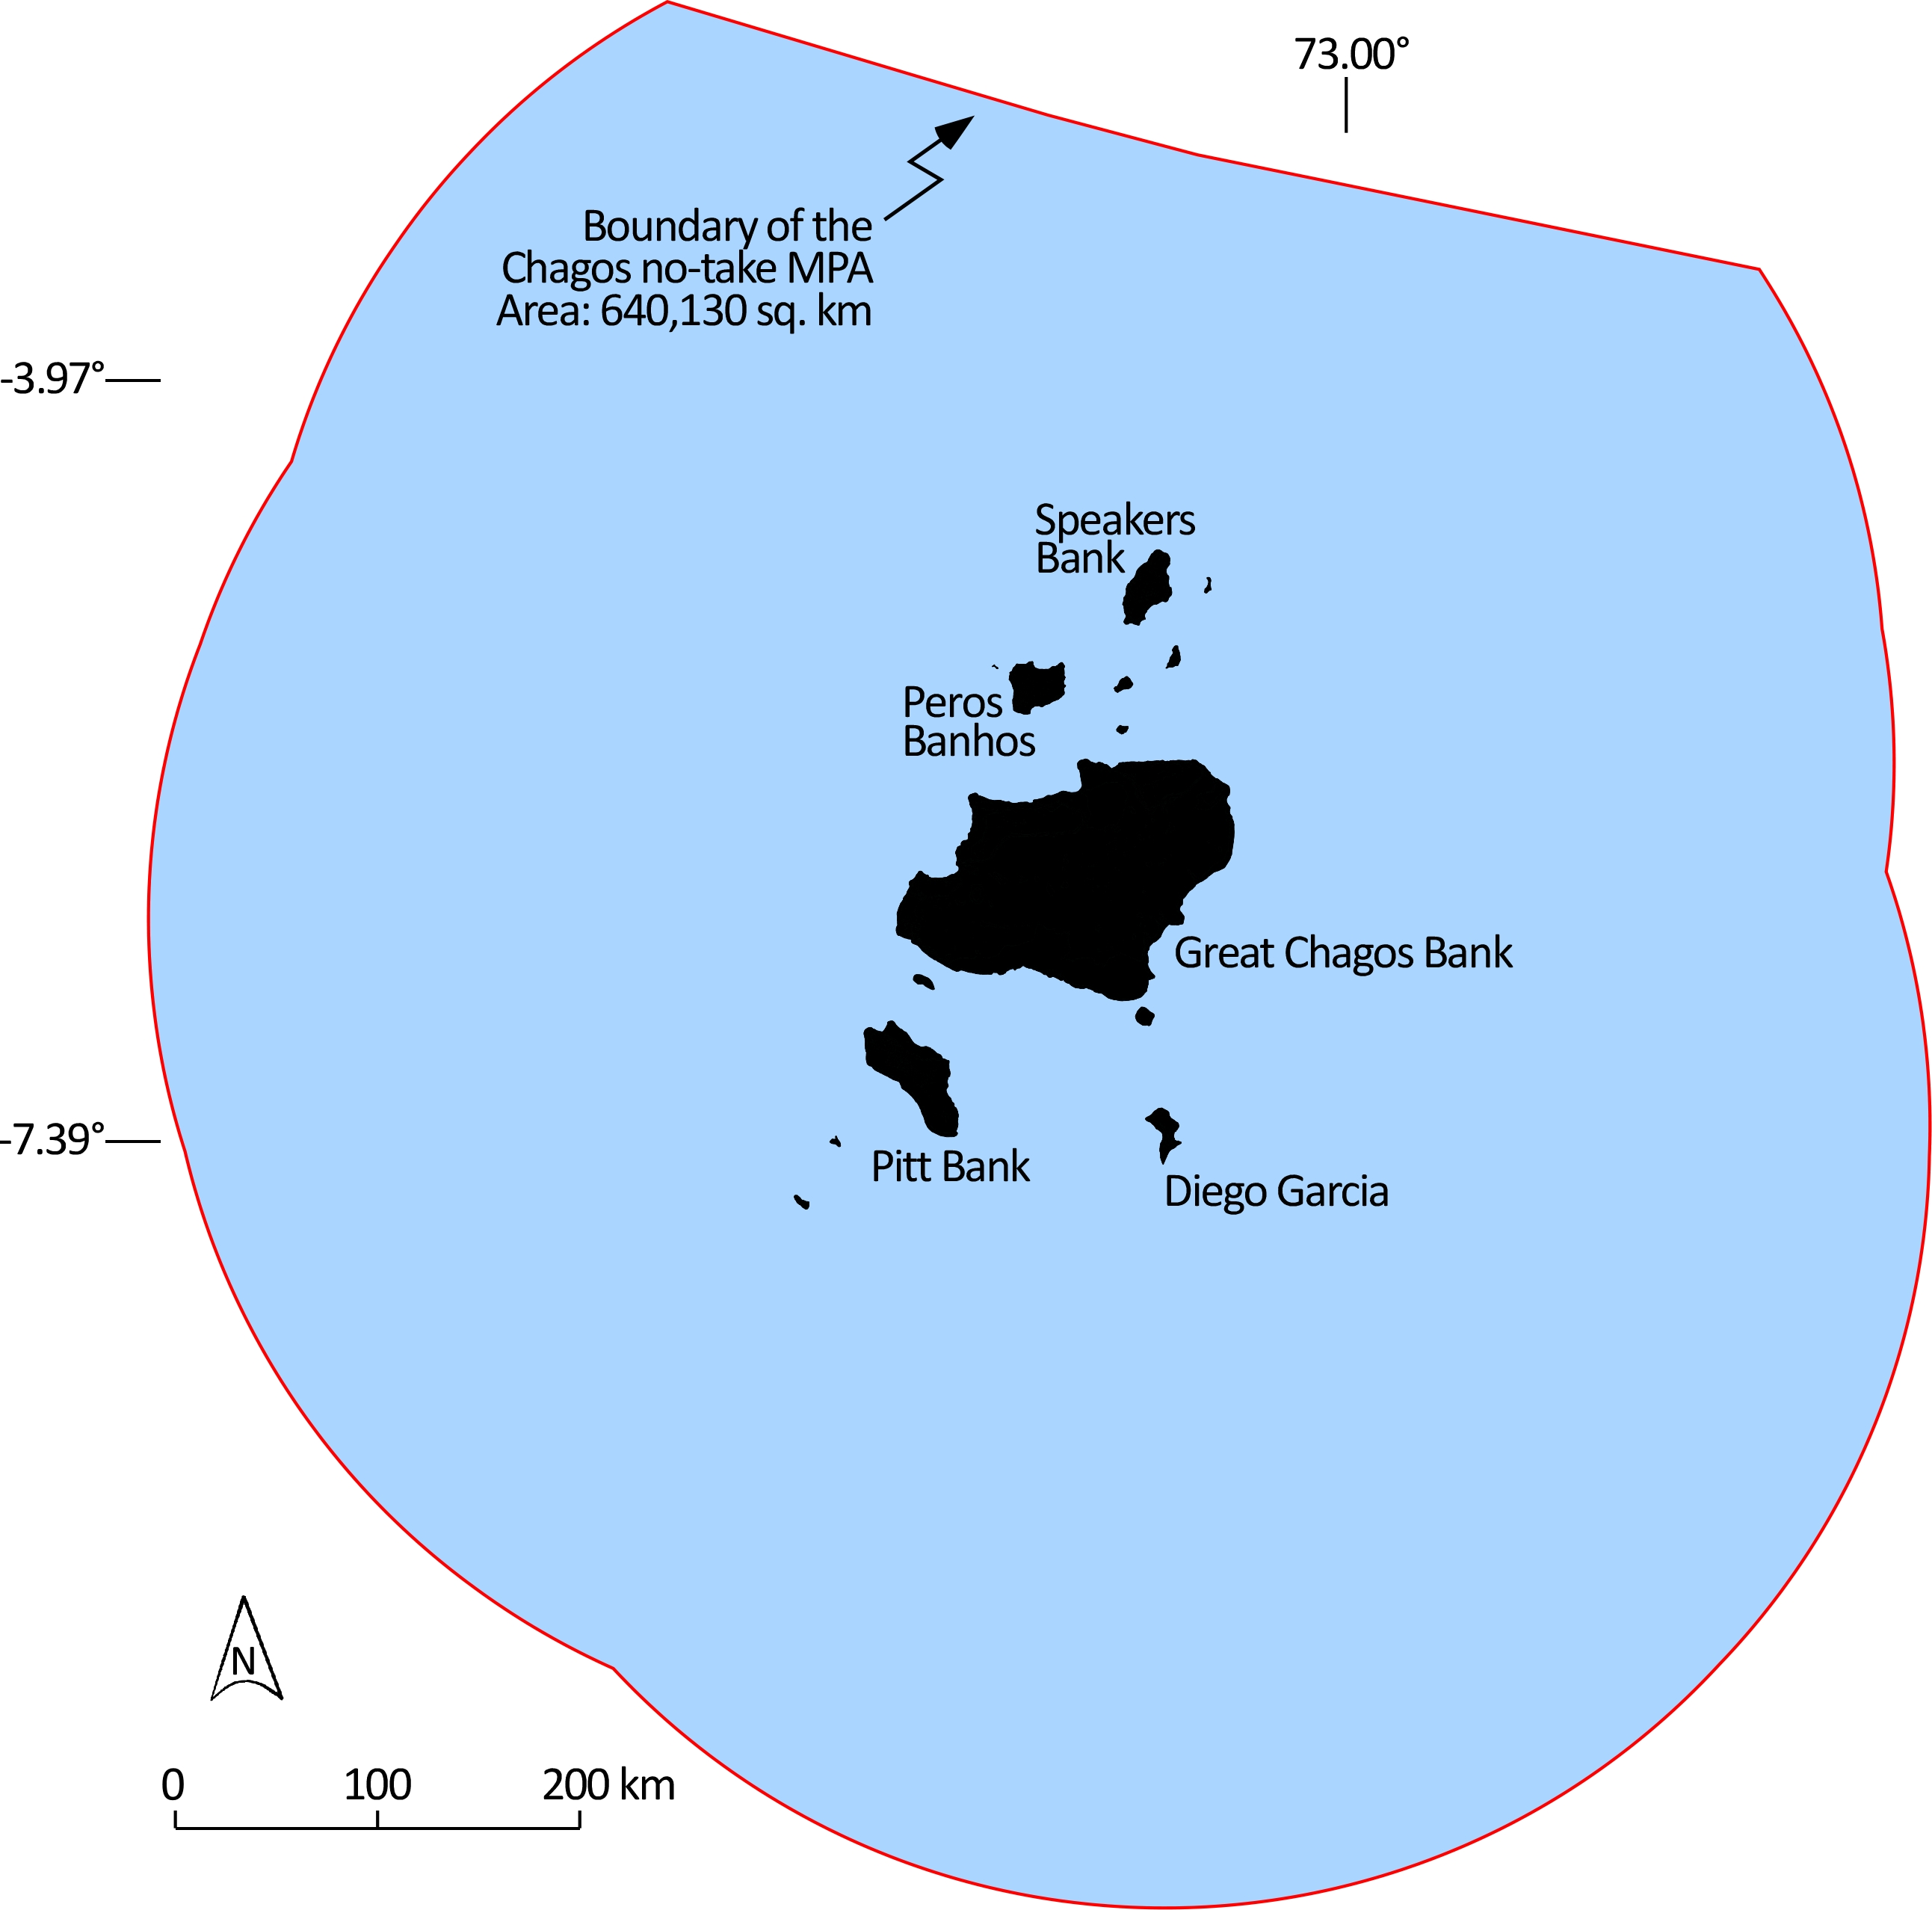 73.00°
Boundary of the
Chagos no-take MPA
Area: 640,130 sq. km
-3.97°
Speakers
Bank
Peros
Banhos
Great Chagos Bank
-7.39°
Pitt Bank
Diego Garcia
N
0 100 200 km